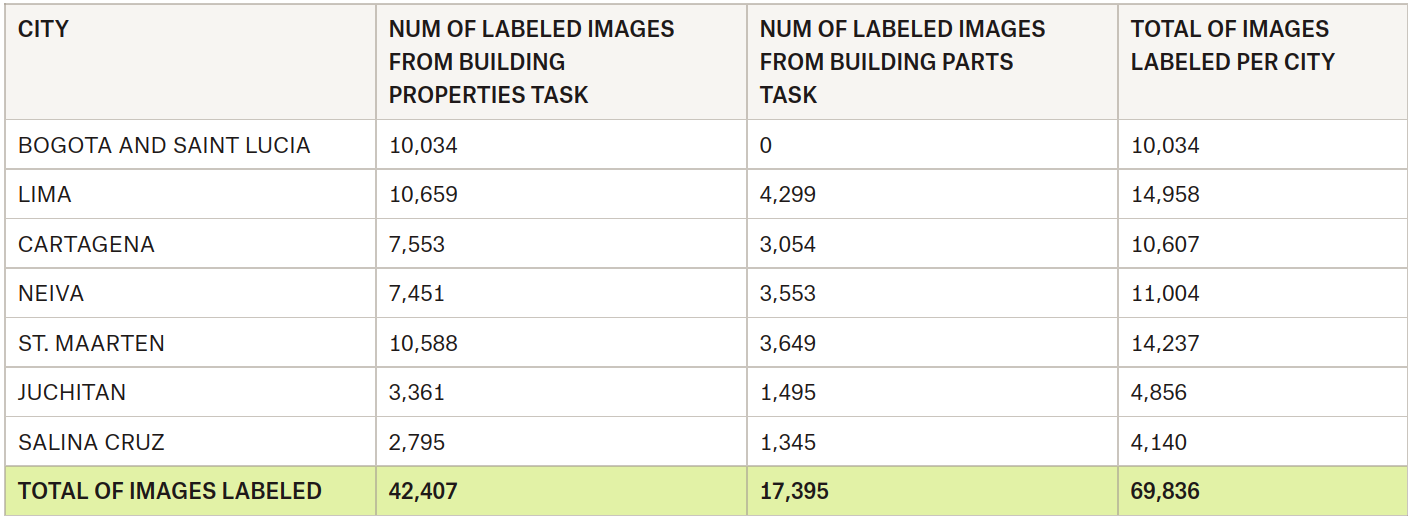 CITY
NUM OF LABELED IMAGES
FROM BUILDING
PROPERTIES TASK
NUM OF LABELED IMAGES
FROM BUILDING PARTS
TASK
TOTAL OF IMAGES
LABELED PER CITY
BOGOTA AND SAINT LUCIA 10,034 0 10,034
LIMA 10,659 4,299 14,958
CARTAGENA 7,553 3,054 10,607
NEIVA 7,451 3,553 11,004
ST. MAARTEN 10,588 3,649 14,237
JUCHITAN 3,361 1,495 4,856
SALINA CRUZ 2,795 1,345 4,140
TOTAL OF IMAGES LABELED 42,407 17,395 69,836